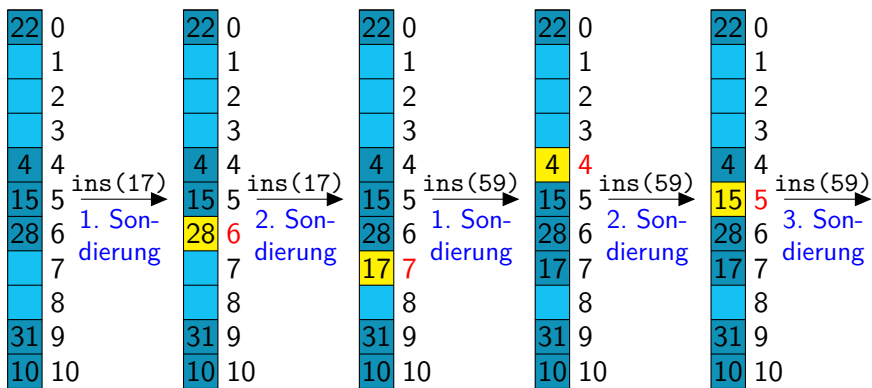 22 0 22 0 22 0 22 0 22 0
1 1 1 1 1
2 2 2 2 2
3 3 3 3 3
4 4 4 4 4 4 4 4 4 4
ins(17) ins(17) ins(59) ins(59) ins(59)
15 5 15 5 15 5 15 5 15 5
1. Son- 2. Son- 1. Son- 2. Son- 3. Son-
28 6 28 6 28 6 28 6 28 6
dierung dierung dierung dierung dierung
7 7 17 7 17 7 17 7
8 8 8 8 8
31 9 31 9 31 9 31 9 31 9
10 10 10 10 10 10 10 10 10 10